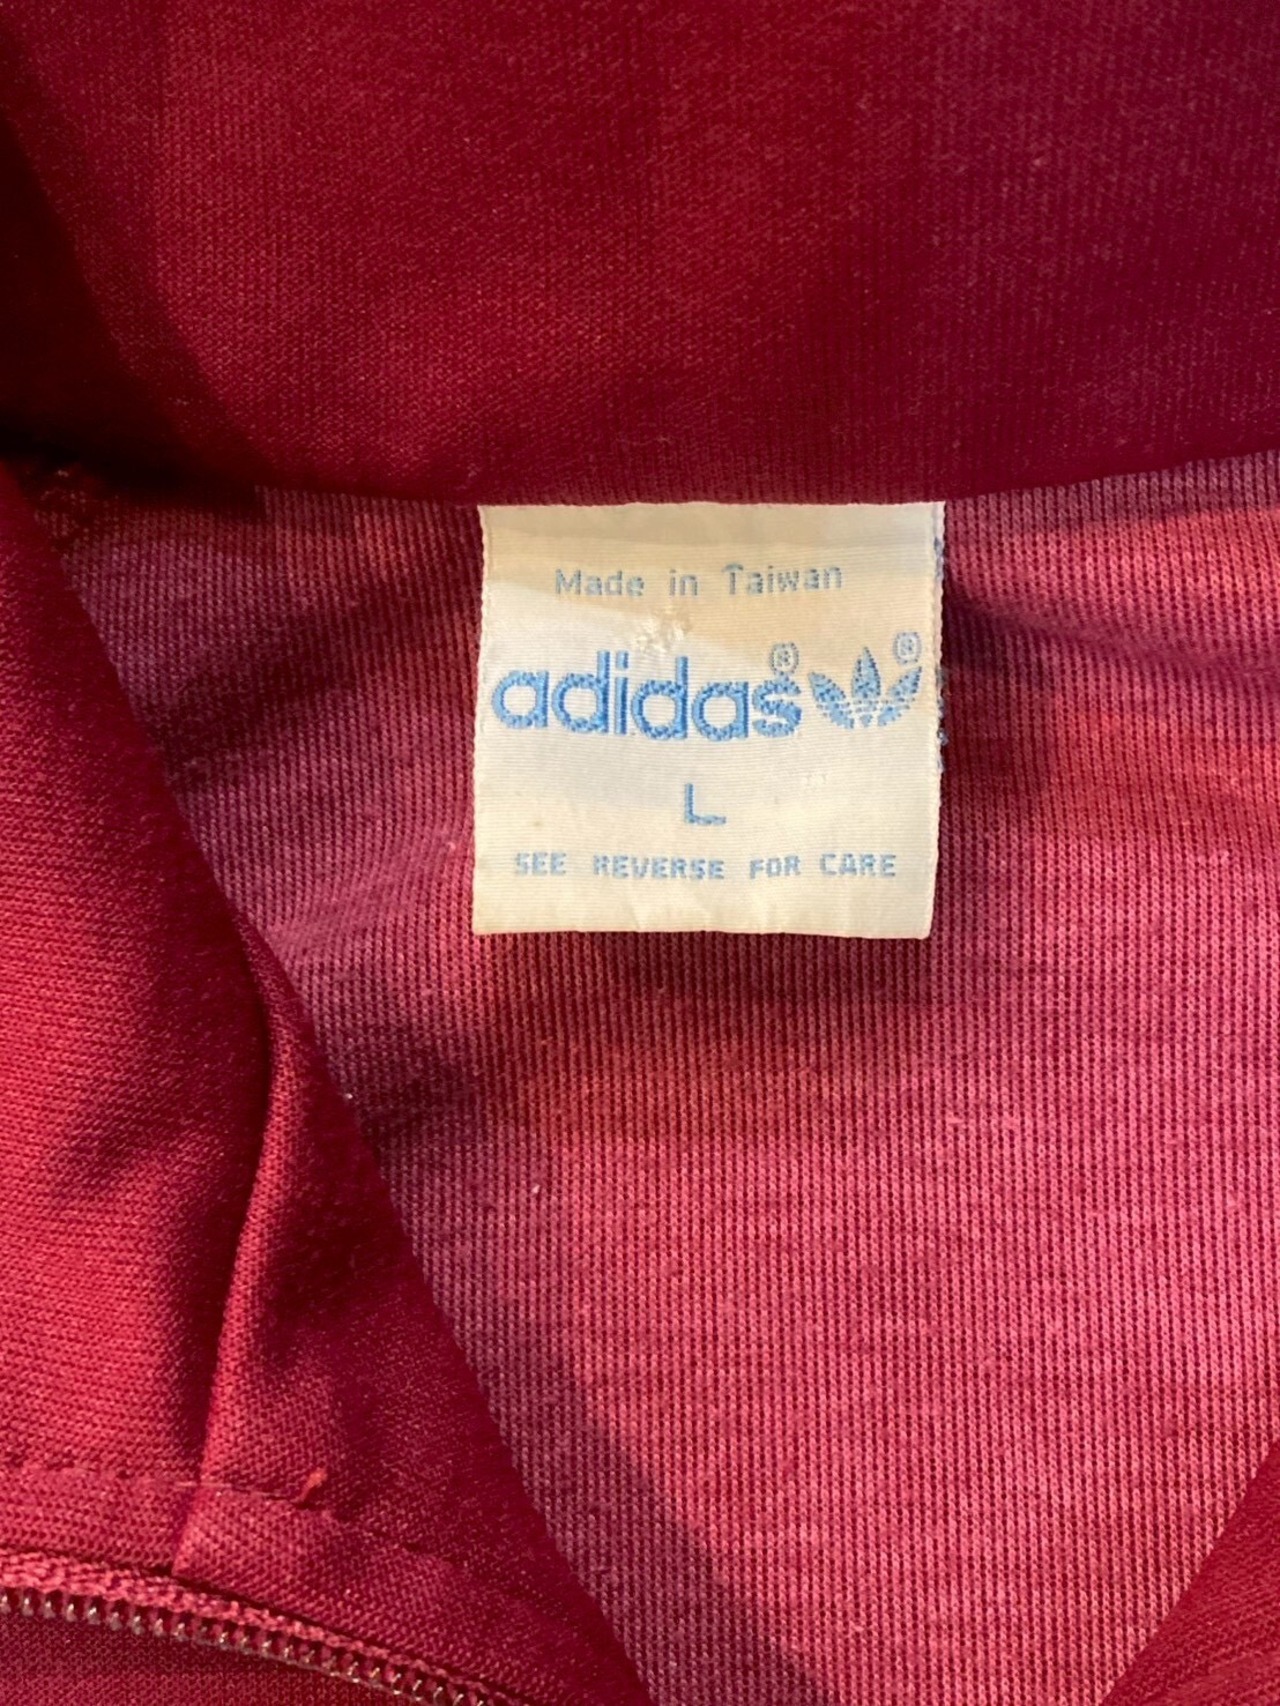 Made in Taiwan
adidas® ®
L
SEE REVERSE FOR CARE